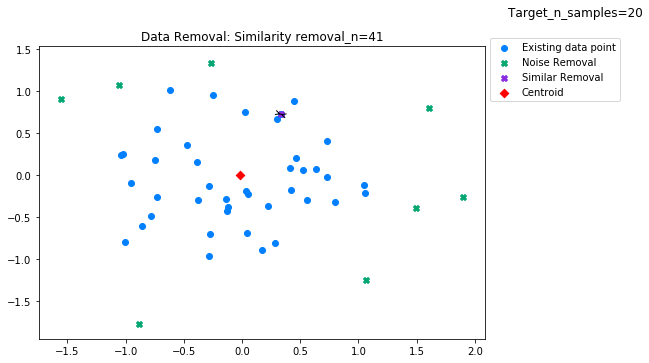 Target_n_samples=20
Data Removal: Similarity removal_n=41
Existing data point
Noise Removal
Similar Removal
Centroid
1.5
1.0
0.5
0.0
−0.5
−1.0
−1.5
−1.5
−1.0
−0.5
0.0
0.5
1.0
1.5
2.0